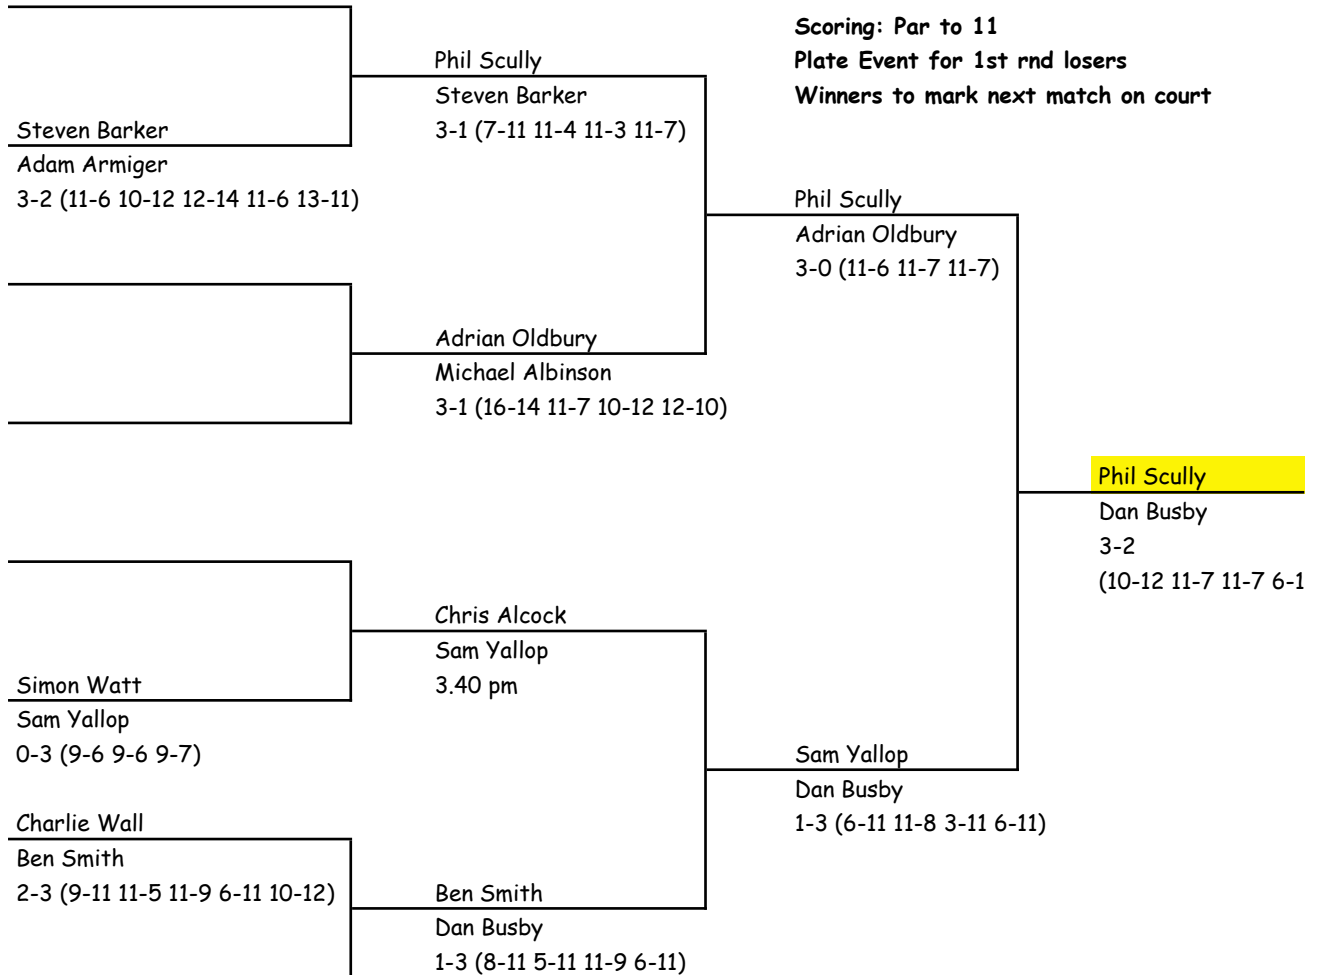 Scoring: Par to 11
Plate Event for 1st rnd losers
Winners to mark next match on court
Phil Scully
Steven Barker
3-1 (7-11 11-4 11-3 11-7)
Steven Barker
Adam Armiger
3-2 (11-6 10-12 12-14 11-6 13-11)
Phil Scully
Adrian Oldbury
3-0 (11-6 11-7 11-7)
Adrian Oldbury
Michael Albinson
3-1 (16-14 11-7 10-12 12-10)
Phil Scully
Dan Busby
3-2
(10-12 11-7 11-7 6-1
Chris Alcock
Sam Yallop
3.40 pm
Simon Watt
Sam Yallop
0-3 (9-6 9-6 9-7)
Sam Yallop
Dan Busby
1-3 (6-11 11-8 3-11 6-11)
Charlie Wall
Ben Smith
2-3 (9-11 11-5 11-9 6-11 10-12)
Ben Smith
Dan Busby
1-3 (8-11 5-11 11-9 6-11)